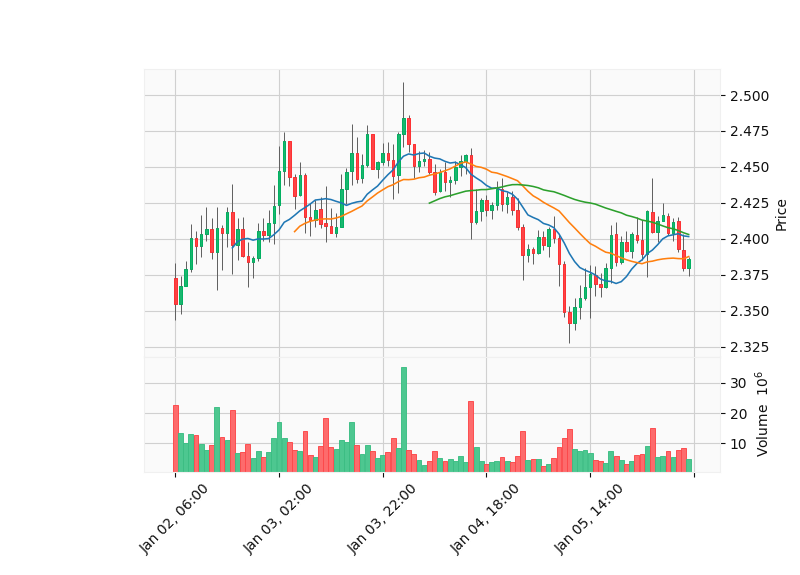 2.500
2.475
2.450
2.425
2.400
2.375
2.350
2.325
Price
30
20
10
Volume 10^6
Jan 02, 06:00
Jan 03, 02:00
Jan 03, 22:00
Jan 04, 18:00
Jan 05, 14:00